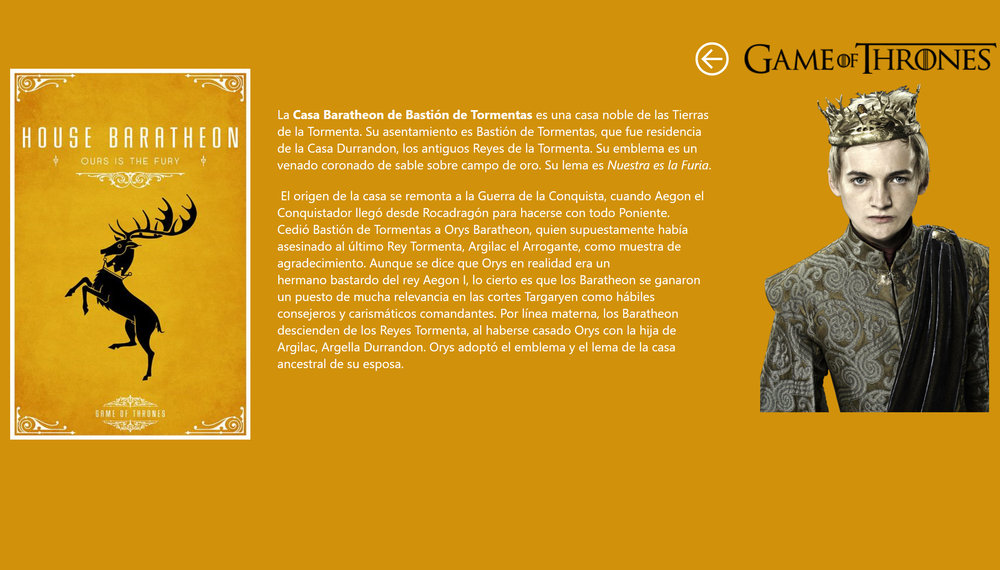 GAME OF THRONES
HOUSE BARATHEON
OURS IS THE FURY
GAME OF THRONES
La Casa Baratheon de Bastión de Tormentas es una casa noble de las Tierras
de la Tormenta. Su asentamiento es Bastión de Tormentas, que fue residencia
de la Casa Durrandon, los antiguos Reyes de la Tormenta. Su emblema es un
venado coronado de sable sobre campo de oro. Su lema es Nuestra es la Furia.
El origen de la casa se remonta a la Guerra de la Conquista, cuando Aegon el
Conquistador llegó desde Rocadragón para hacerse con todo Poniente.
Cedió Bastión de Tormentas a Orys Baratheon, quien supuestamente había
asesinado al último Rey Tormenta, Argilac el Arrogante, como muestra de
agradecimiento. Aunque se dice que Orys en realidad era un
hermano bastardo del rey Aegon I, lo cierto es que los Baratheon se ganaron
un puesto de mucha relevancia en las cortes Targaryen como hábiles
consejeros y carismáticos comandantes. Por línea materna, los Baratheon
descienden de los Reyes Tormenta, al haberse casado Orys con la hija de
Argilac, Argella Durrandon. Orys adoptó el emblema y el lema de la casa
ancestral de su esposa.